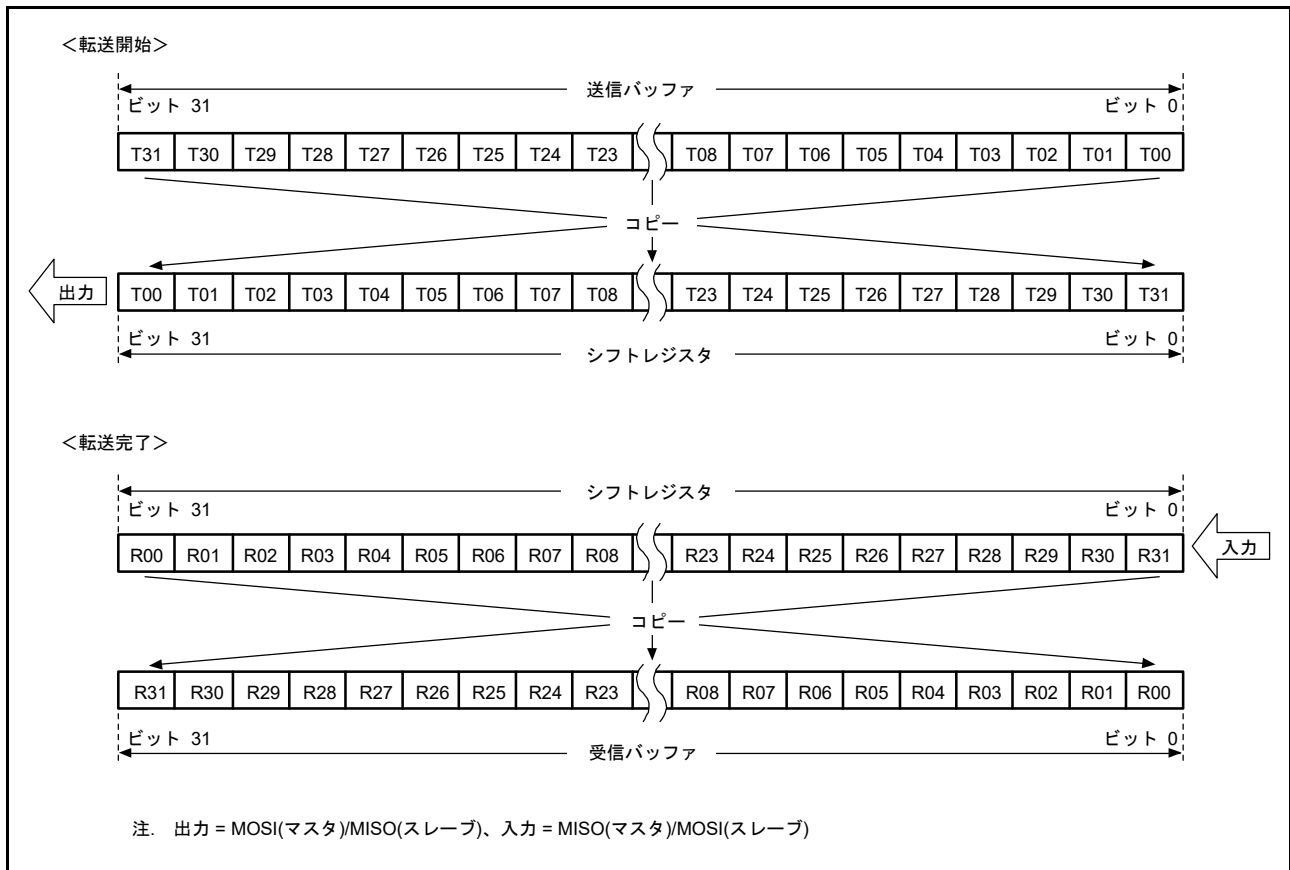 ＜転送開始＞
送信バッファ
ビット 31 ビット 0
T31 T30 T29 T28 T27 T26 T25 T24 T23 T08 T07 T06 T05 T04 T03 T02 T01 T00
コピー
出力 T00 T01 T02 T03 T04 T05 T06 T07 T08 T23 T24 T25 T26 T27 T28 T29 T30 T31
ビット 31 ビット 0
シフトレジスタ
＜転送完了＞
シフトレジスタ
ビット 31 ビット 0
R00 R01 R02 R03 R04 R05 R06 R07 R08 R23 R24 R25 R26 R27 R28 R29 R30 R31 入力
コピー
R31 R30 R29 R28 R27 R26 R25 R24 R23 R08 R07 R06 R05 R04 R03 R02 R01 R00
ビット 31 ビット 0
受信バッファ
注. 出力 = MOSI(マスタ)/MISO(スレーブ)、入力 = MISO(マスタ)/MOSI(スレーブ)